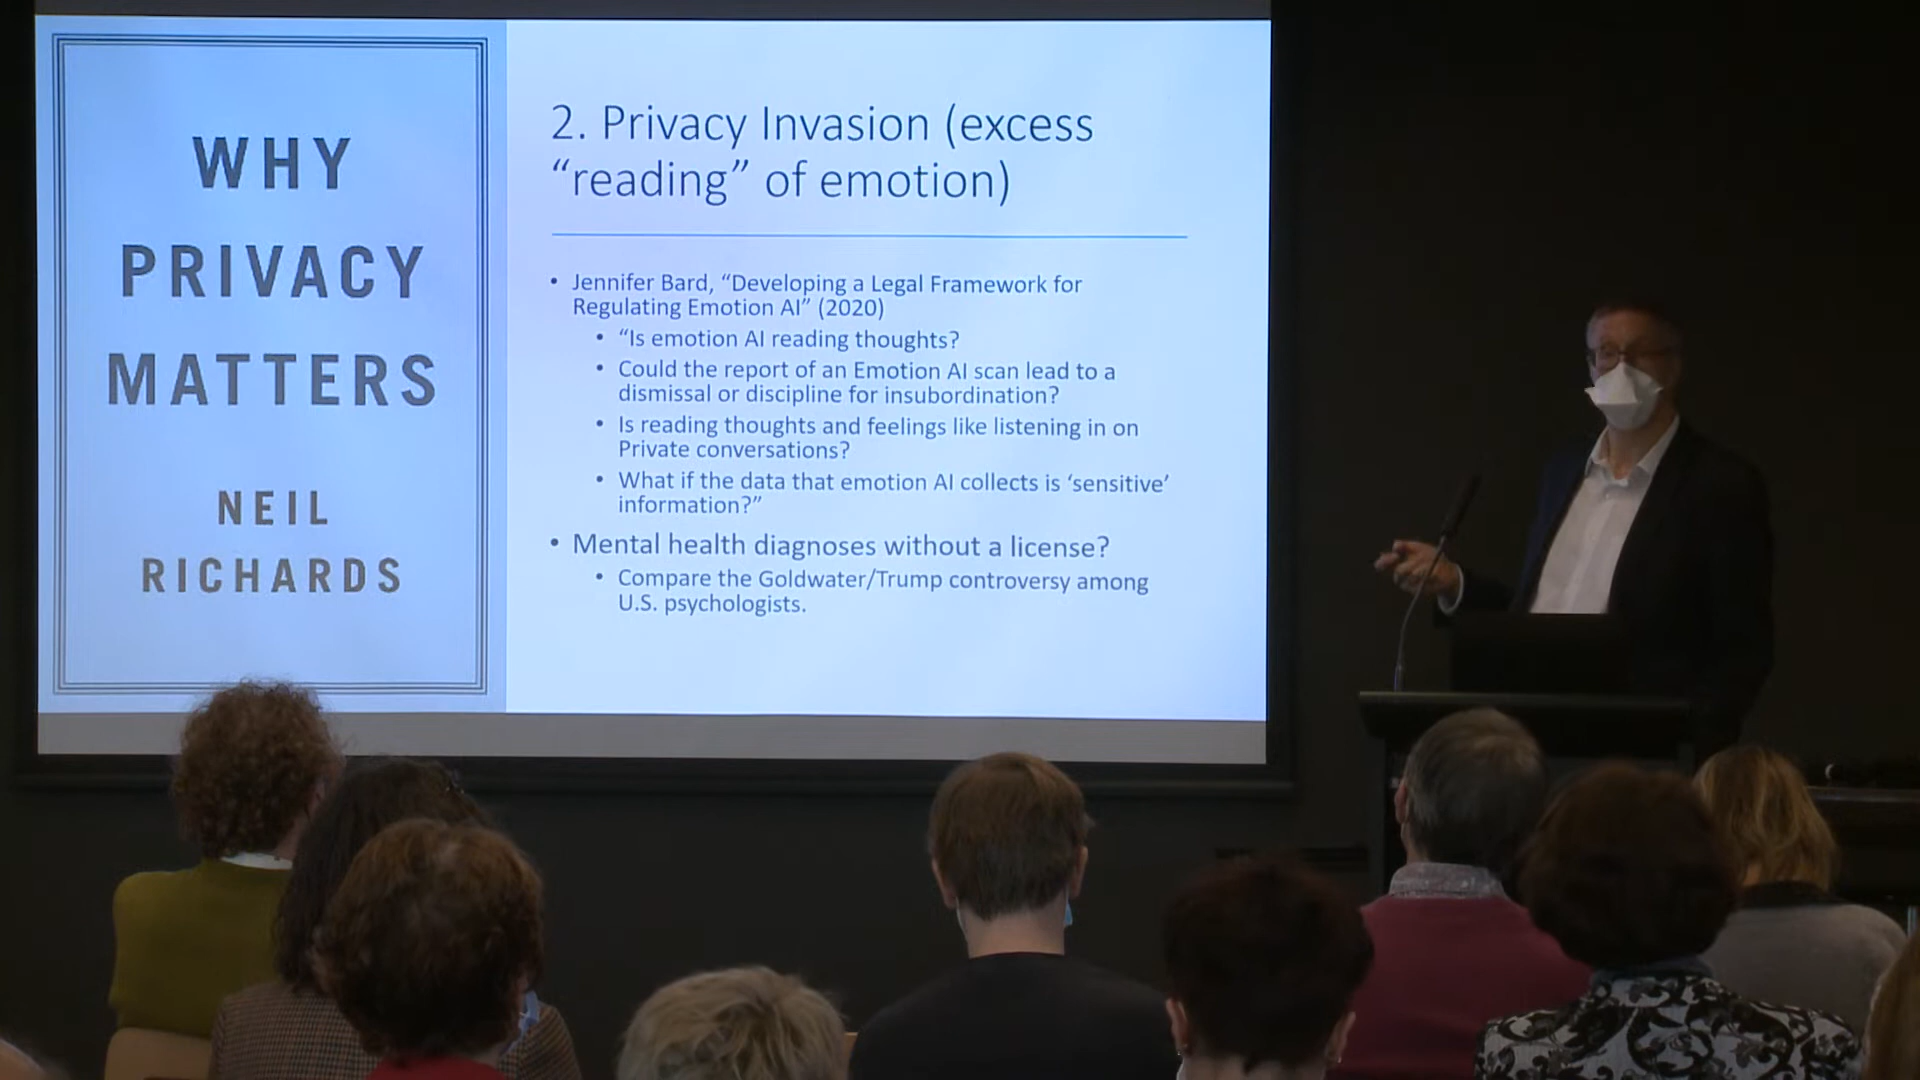 WHY
PRIVACY
MATTERS
NEIL
RICHARDS
2. Privacy Invasion (excess
“reading” of emotion)
• Jennifer Bard, “Developing a Legal Framework for
Regulating Emotion AI” (2020)
• “Is emotion AI reading thoughts?
• Could the report of an Emotion AI scan lead to a
dismissal or discipline for insubordination?
• Is reading thoughts and feelings like listening in on
Private conversations?
• What if the data that emotion AI collects is ‘sensitive’
information?”
• Mental health diagnoses without a license?
• Compare the Goldwater/Trump controversy among
U.S. psychologists.